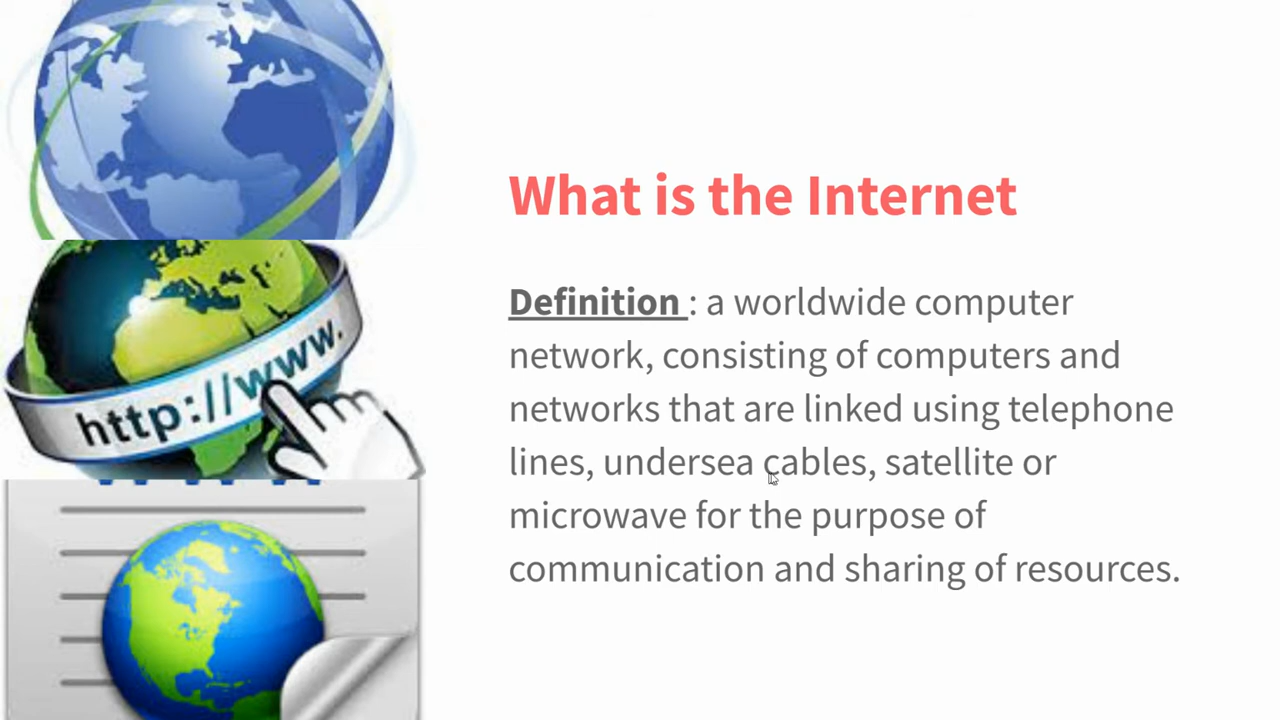 What is the Internet
Definition : a worldwide computer
network, consisting of computers and
networks that are linked using telephone
lines, undersea cables, satellite or
microwave for the purpose of
communication and sharing of resources.
http://www.